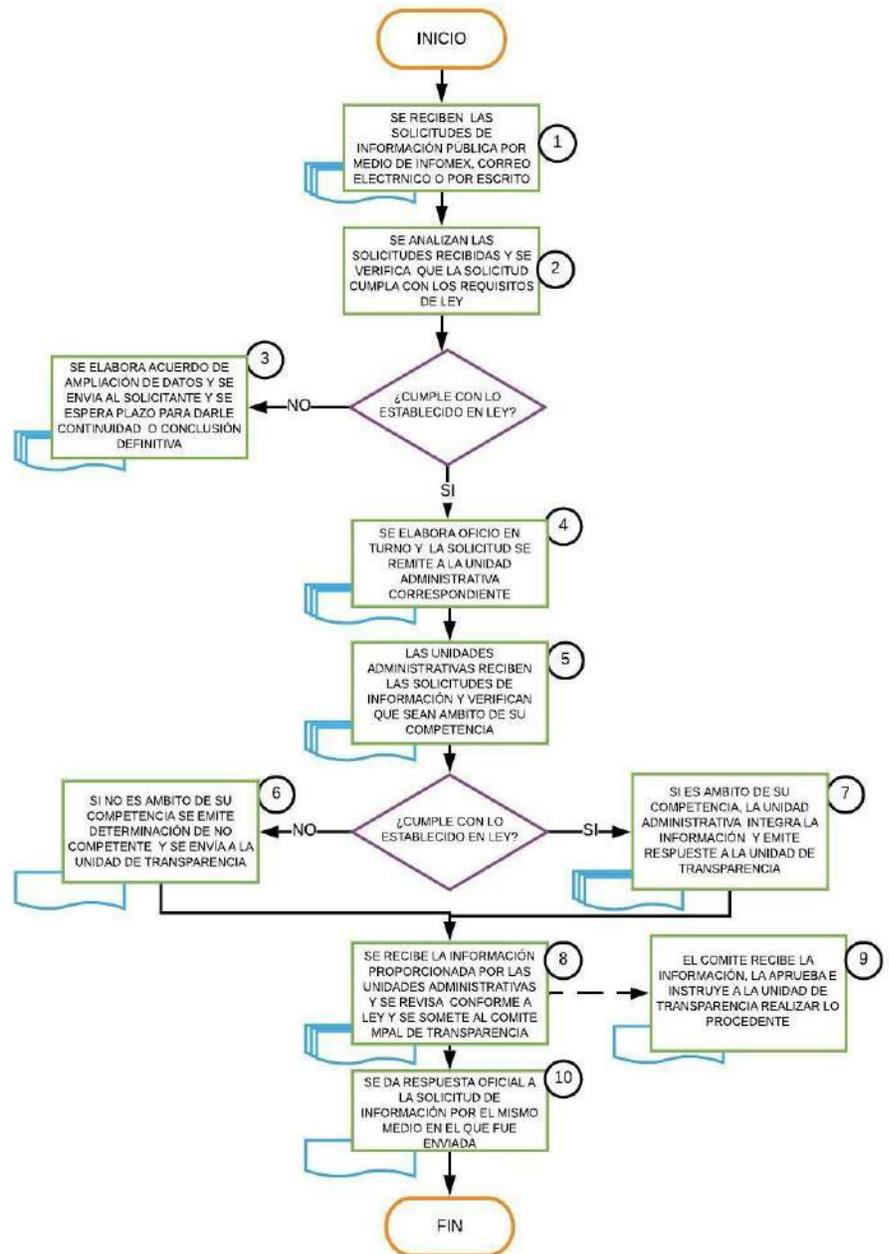 INICIO
SE RECIBEN LAS
SOLICITUDES DE
INFORMACIÓN PÚBLICA POR
MEDIO DE INFOMEX, CORREO
ELECTRNICO O POR ESCRITO
1
SE ANALIZAN LAS
SOLICITUDES RECIBIDAS Y SE
VERIFICA QUE LA SOLICITUD
CUMPLA CON LOS REQUISITOS
DE LEY
2
¿CUMPLE CON LO
ESTABLECIDO EN LEY?
NO
SE ELABORA ACUERDO DE
AMPLIACIÓN DE DATOS Y SE
ENVIA AL SOLICITANTE Y SE
ESPERA PLAZO PARA DARLE
CONTINUIDAD O CONCLUSIÓN
DEFINITIVA
3
SI
SE ELABORA OFICIO EN
TURNO Y LA SOLICITUD SE
REMITE A LA UNIDAD
ADMINISTRATIVA
CORRESPONDIENTE
4
LAS UNIDADES
ADMINISTRATIVAS RECIBEN
LAS SOLICITUDES DE
INFORMACIÓN Y VERIFICAN
QUE SEAN AMBITO DE SU
COMPETENCIA
5
¿CUMPLE CON LO
ESTABLECIDO EN LEY?
NO
SI NO ES AMBITO DE SU
COMPETENCIA SE EMITE
DETERMINACIÓN DE NO
COMPETENTE Y SE ENVÍA A LA
UNIDAD DE TRANSPARENCIA
6
SI
SI ES AMBITO DE SU
COMPETENCIA, LA UNIDAD
ADMINISTRATIVA INTEGRA LA
INFORMACIÓN Y EMITE
RESPUESTE A LA UNIDAD DE
TRANSPARENCIA
7
SE RECIBE LA INFORMACIÓN
PROPORCIONADA POR LAS
UNIDADES ADMINISTRATIVAS
Y SE REVISA CONFORME A
LEY Y SE SOMETE AL COMITE
MPAL DE TRANSPARENCIA
8
EL COMITE RECIBE LA
INFORMACIÓN, LA APRUEBA E
INSTRUYE A LA UNIDAD DE
TRANSPARENCIA REALIZAR LO
PROCEDENTE
9
SE DA RESPUESTA OFICIAL A
LA SOLICITUD DE
INFORMACIÓN POR EL MISMO
MEDIO EN EL QUE FUE
ENVIADA
10
FIN